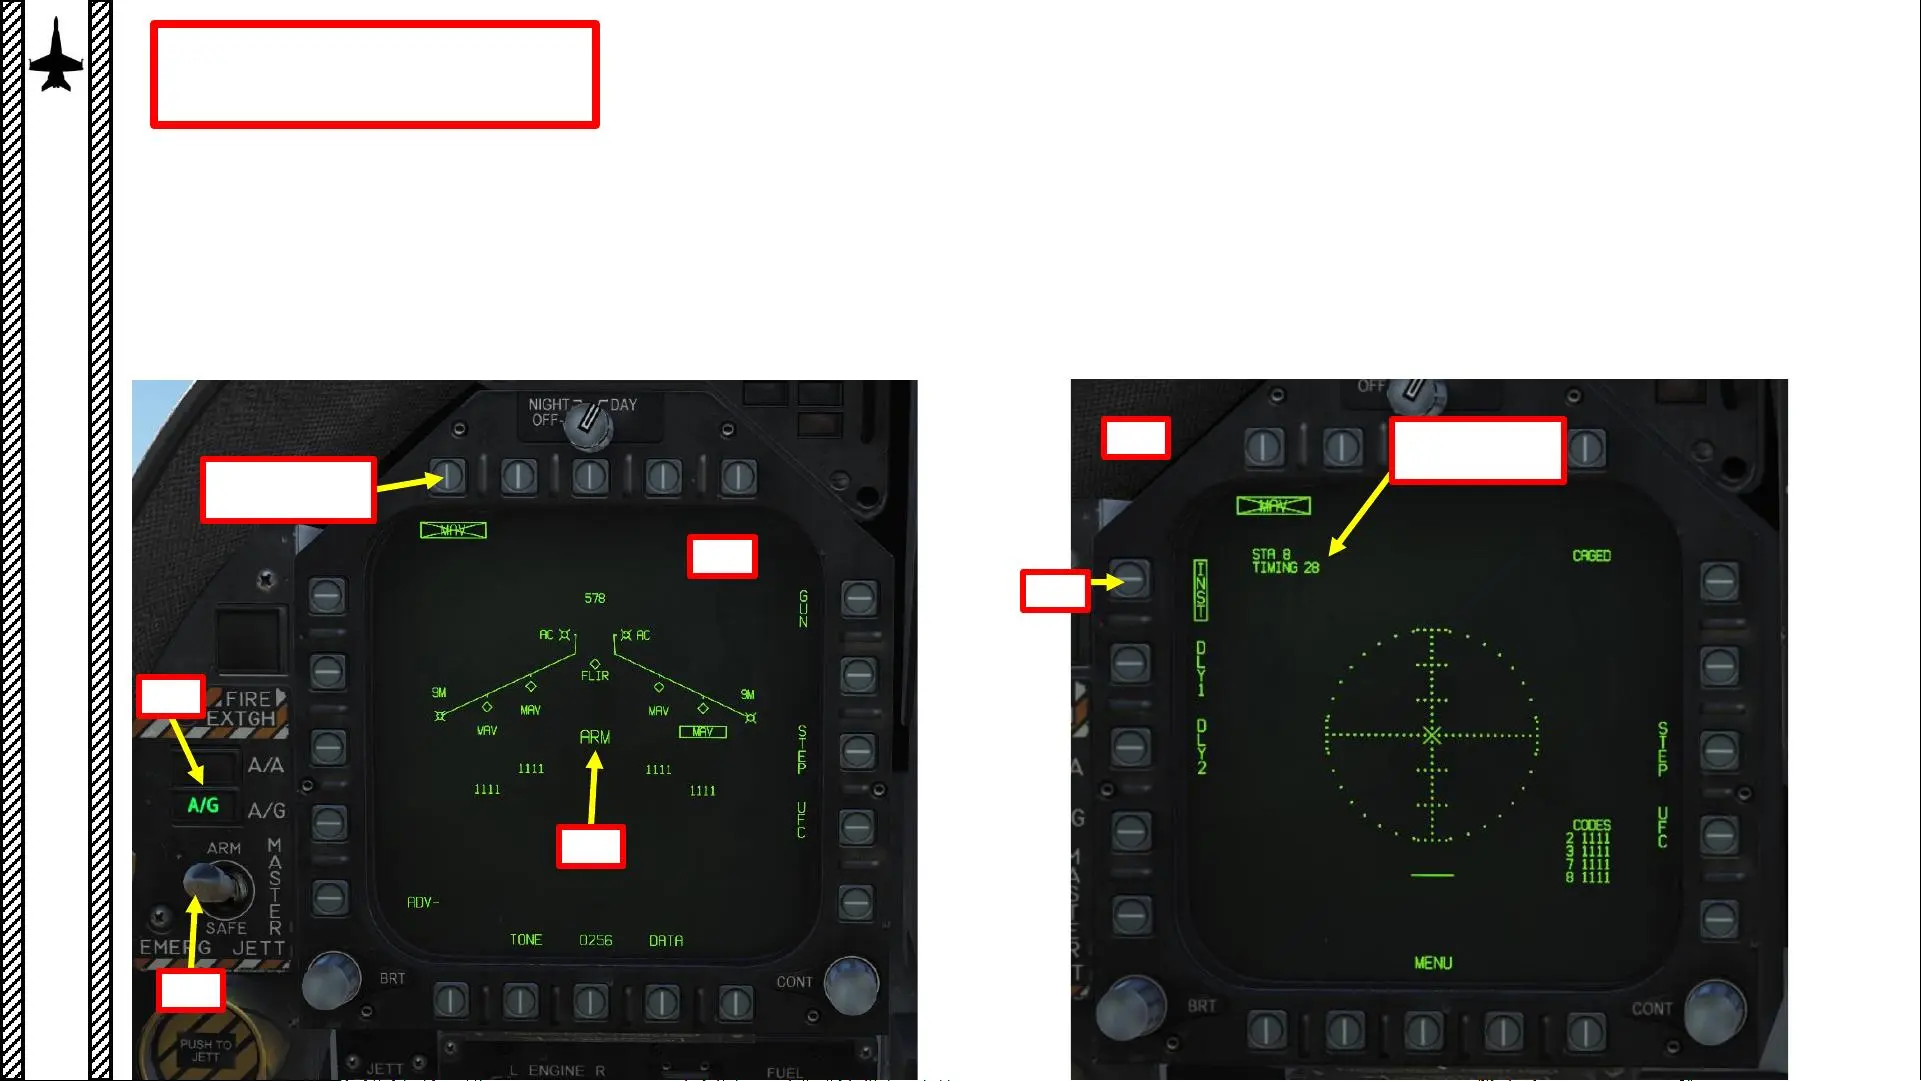 NIGHT DAY
OFF
MAV
578
GUN
AC AC
FLIR
9M 9M
MAV MAV
MAV MAV
ARM
STEP
1111 1111
1111 1111
UFC
ADV-
TONE 0256 DATA
BRT CONT
FIRE
EXTGH
A/A
A/G A/G
ARM
MASTER
SAFE
EMERG JETT
PUSH TO
JETT
JETT
L ENGINE R
FUEL
OFF
MAV
STA 8
TIMING 28
CAGED
INST
DLY1
DLY2
STEP
UFC
CODES
2 1111
3 1111
7 1111
8 1111
MENU
BRT CONT